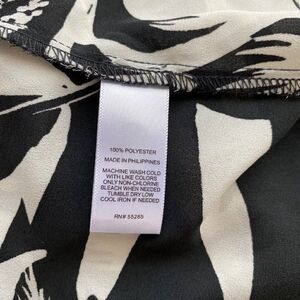 100% POLYESTER
MADE IN PHILIPPINES
MACHINE WASH COLD
WITH LIKE COLORS
ONLY NON-CHLORINE
BLEACH WHEN NEEDED
TUMBLE DRY LOW
COOL IRON IF NEEDED
RN# 55285